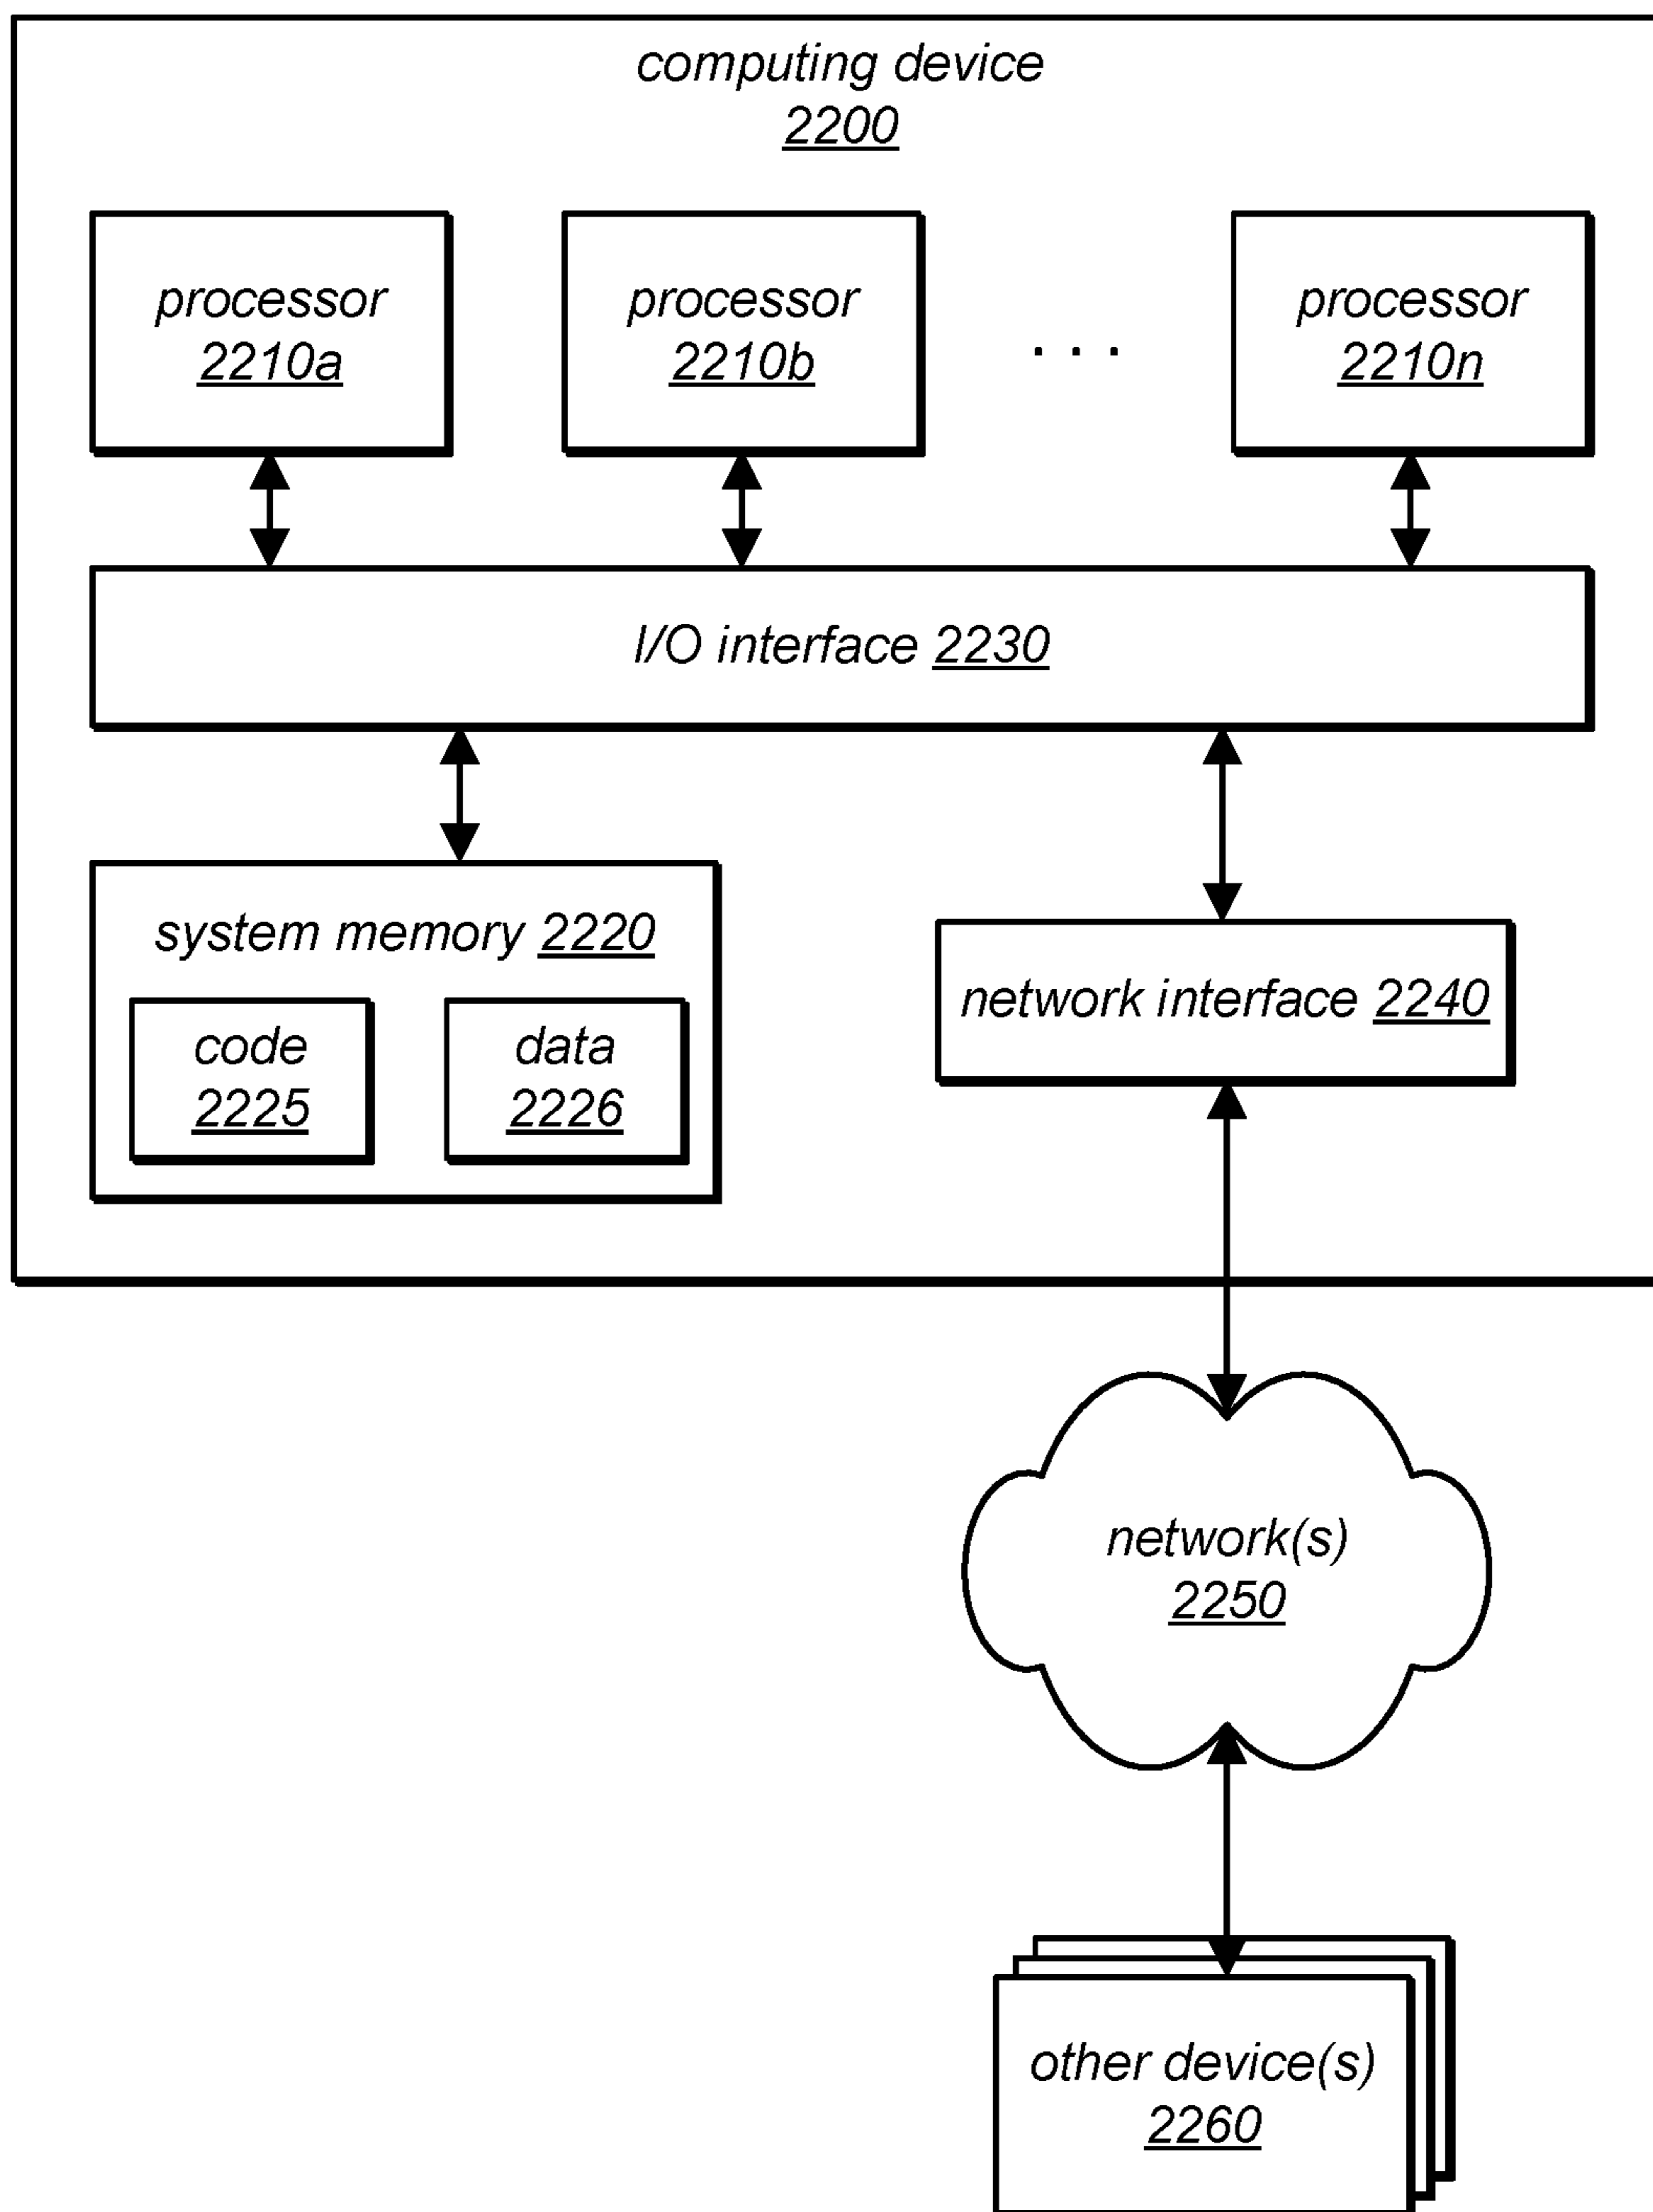 computing device
2200
processor
2210a
processor
2210b
. . .
processor
2210n
I/O interface 2230
system memory 2220
code
2225
data
2226
network interface 2240
network(s)
2250
other device(s)
2260